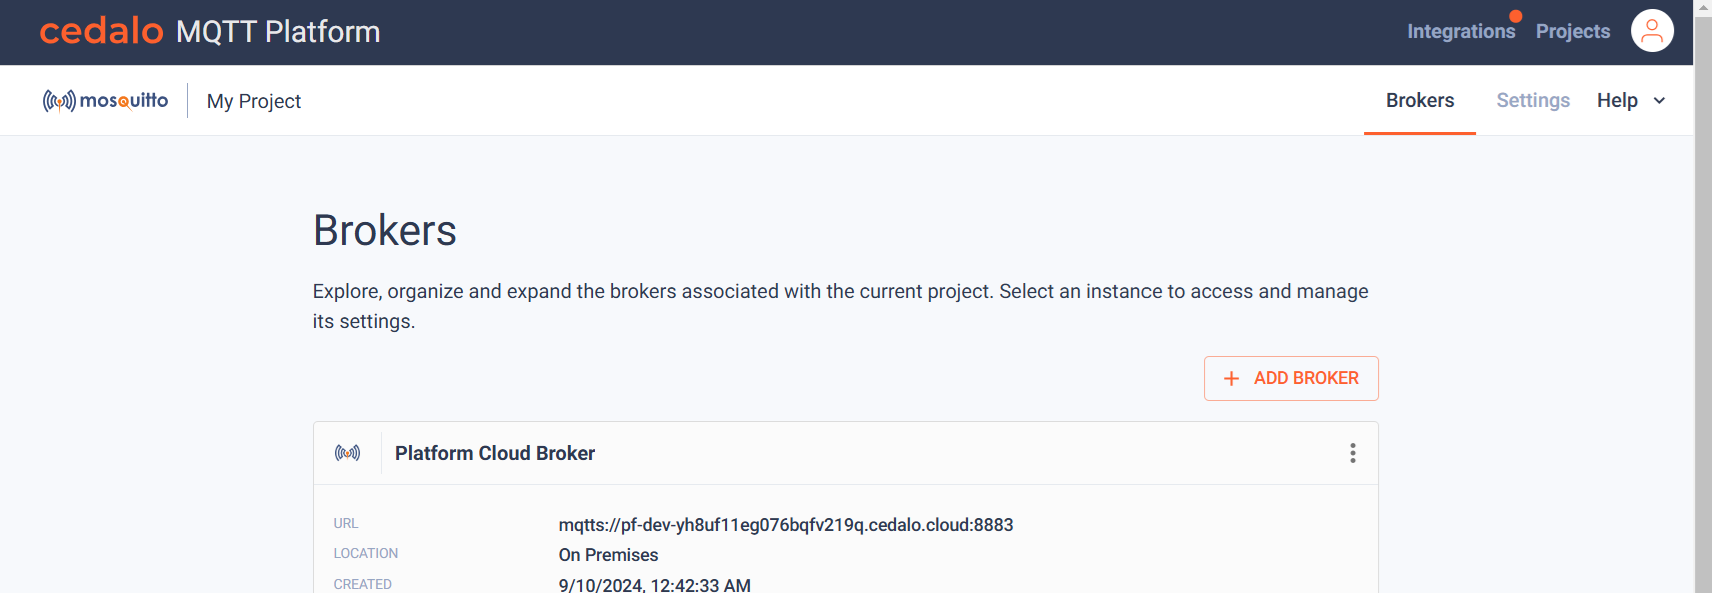 cedalo MQTT Platform
Integrations Projects
mosquitto My Project
Brokers Settings Help
Brokers
Explore, organize and expand the brokers associated with the current project. Select an instance to access and manage
its settings.
ADD BROKER
Platform Cloud Broker
URL mqtts://pf-dev-yh8uf11eg076bqfv219q.cedalo.cloud:8883
LOCATION On Premises
CREATED 9/10/2024, 12:42:33 AM